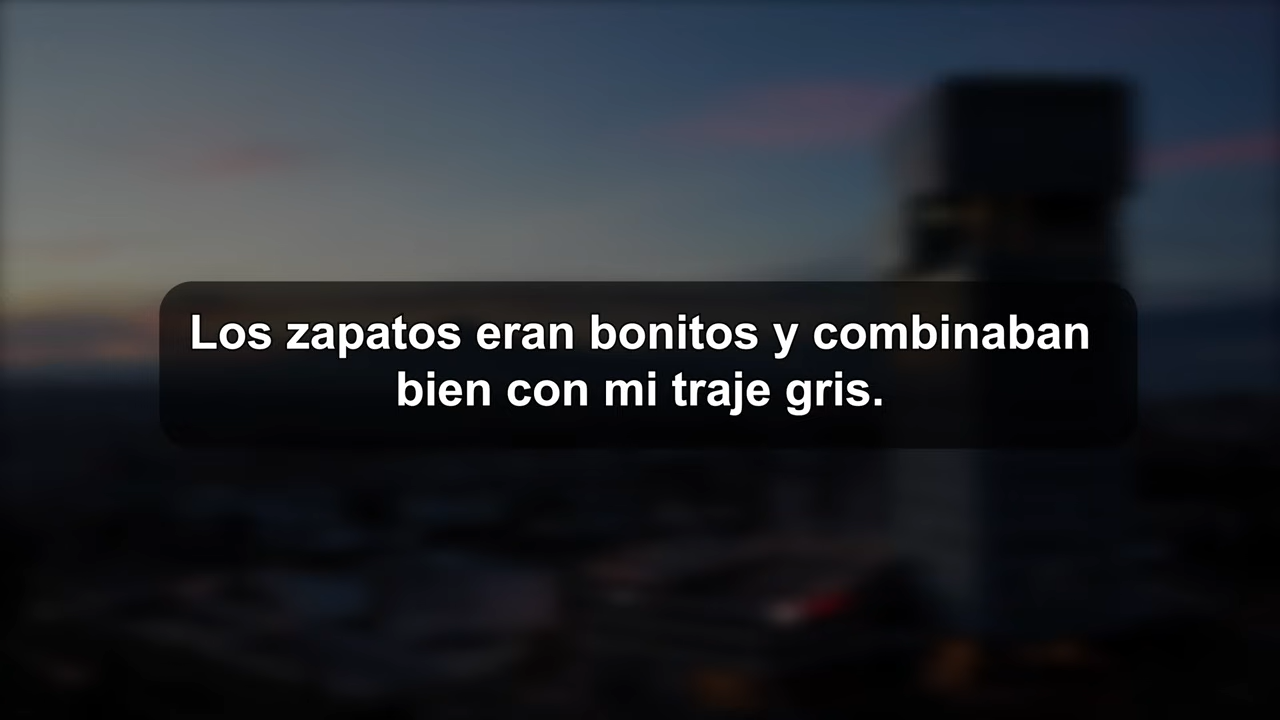 Los zapatos eran bonitos y combinaban
bien con mi traje gris.